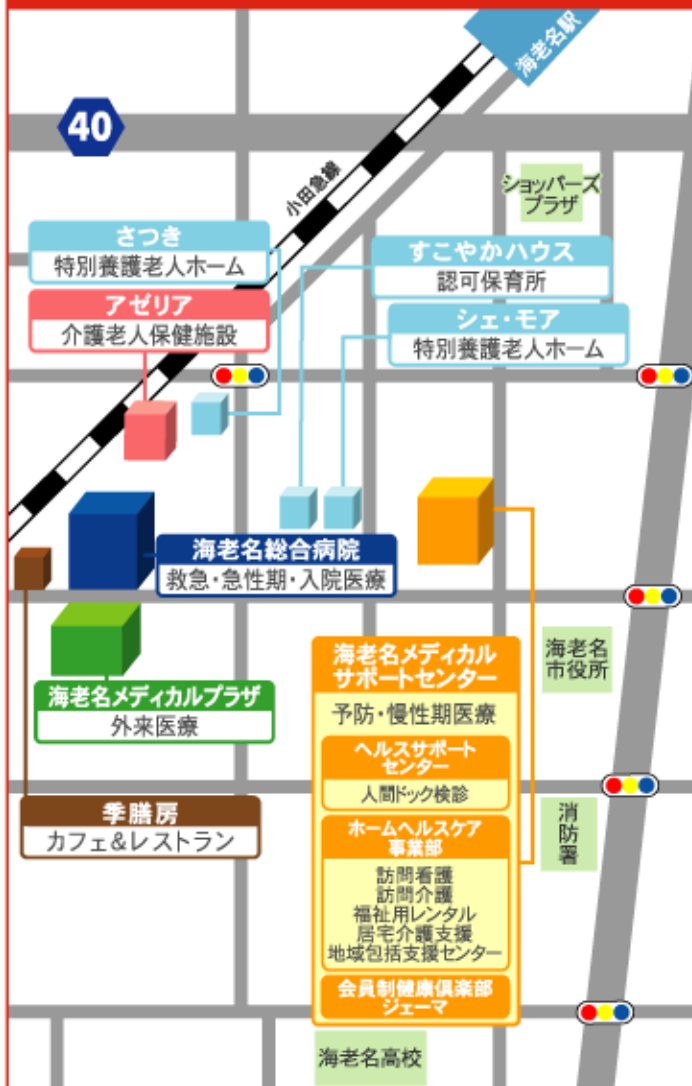 海老名駅
40
小田急線
ショッパーズ
プラザ
さつき
特別養護老人ホーム
すこやかハウス
認可保育所
アゼリア
介護老人保健施設
シェ・モア
特別養護老人ホーム
海老名総合病院
救急・急性期・入院医療
海老名メディカルプラザ
外来医療
海老名メディカル
サポートセンター
予防・慢性期医療
ヘルスサポート
センター
人間ドック検診
ホームヘルスケア
事業部
訪問看護
訪問介護
福祉用レンタル
居宅介護支援
地域包括支援センター
会員制健康倶楽部
ジェーマ
海老名
市役所
季膳房
カフェ&レストラン
消防署
海老名高校